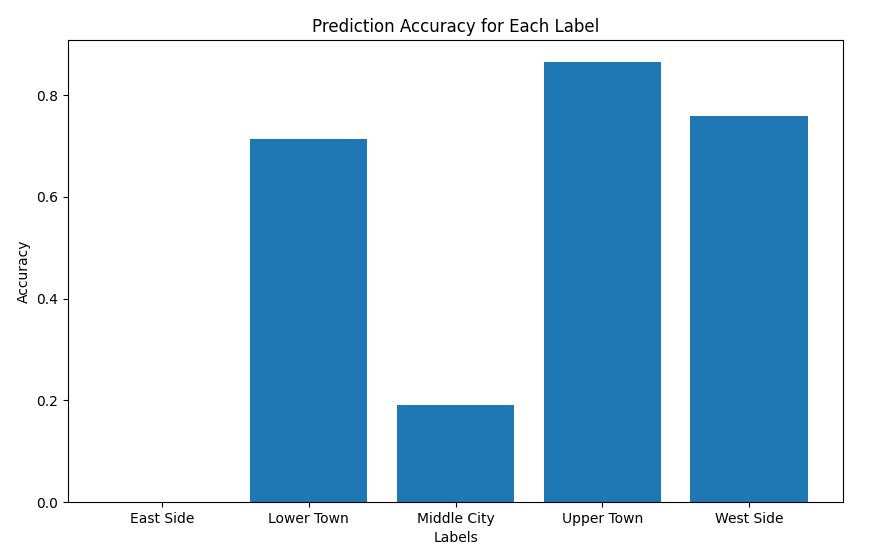 Prediction Accuracy for Each Label
Accuracy
0.8
0.6
0.4
0.2
0.0
East Side Lower Town Middle City Upper Town West Side
Labels